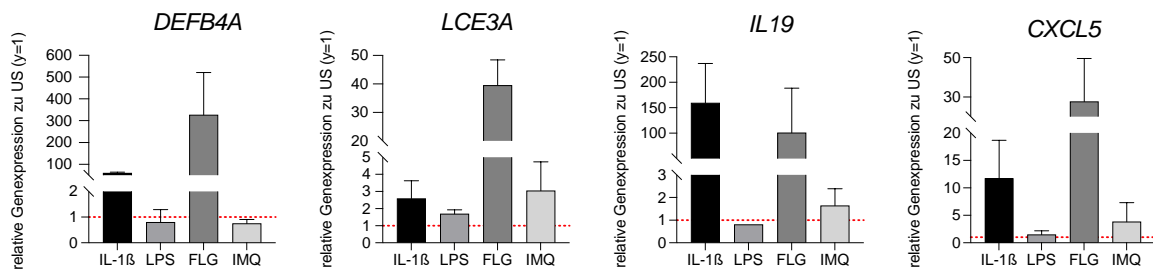 DEFB4A
relative Genexpression zu US (y=1)
600
500
400
300
200
100
2
1
0
IL-1ß LPS FLG IMQ
LCE3A
relative Genexpression zu US (y=1)
50
40
30
20
5
4
3
2
1
0
IL-1ß LPS FLG IMQ
IL19
relative Genexpression zu US (y=1)
250
200
150
100
3
2
1
0
IL-1ß LPS FLG IMQ
CXCL5
relative Genexpression zu US (y=1)
50
30
20
15
10
5
0
IL-1ß LPS FLG IMQ